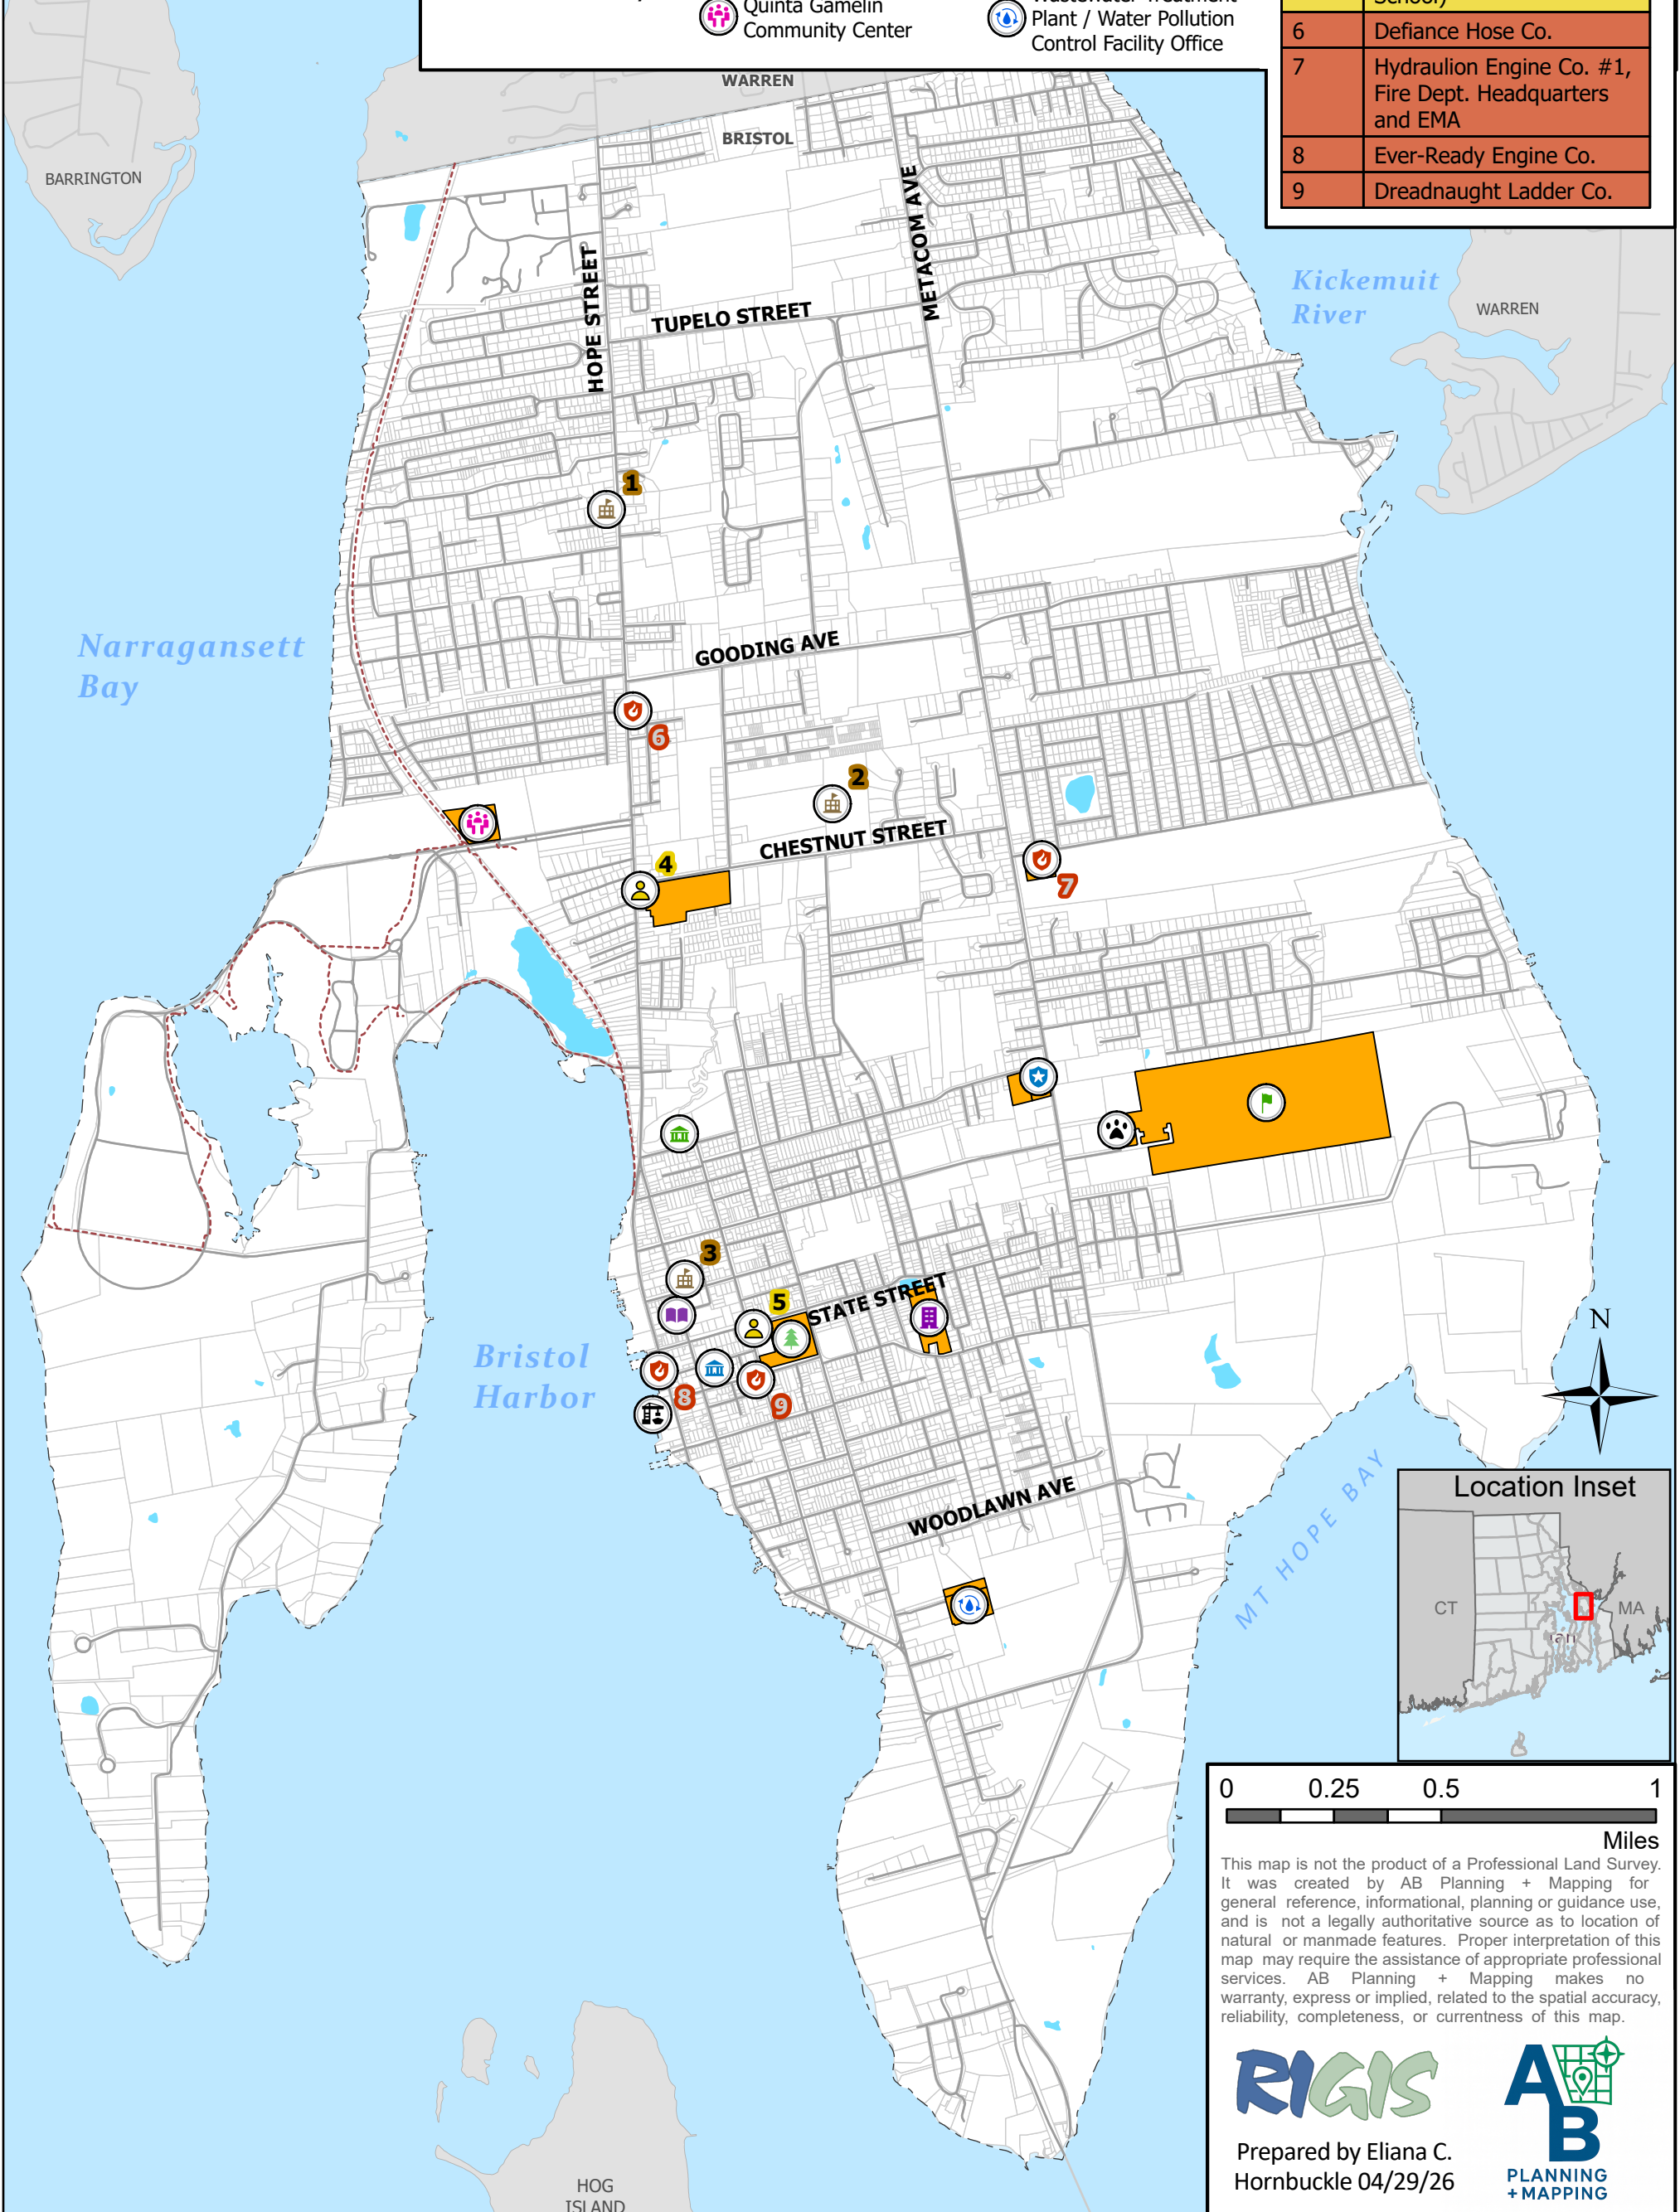 Quinta Gamelin
Community Center
Plant / Water Pollution
Control Facility Office
School)
6 Defiance Hose Co.
7 Hydraulion Engine Co. #1,
Fire Dept. Headquarters
and EMA
8 Ever-Ready Engine Co.
9 Dreadnaught Ladder Co.
WARREN
BRISTOL
BARRINGTON
METACOM AVE
HOPE STREET
TUPELO STREET
Kickemuit
River
WARREN
1
Narragansett
Bay
GOODING AVE
6
2
CHESTNUT STREET
4
7
3
5
STATE STREET
Bristol
Harbor
8
9
N
WOODLAWN AVE
MT HOPE BAY
Location Inset
CT
MA
0 0.25 0.5 1
Miles
This map is not the product of a Professional Land Survey.
It was created by AB Planning + Mapping for
general reference, informational, planning or guidance use,
and is not a legally authoritative source as to location of
natural or manmade features. Proper interpretation of this
map may require the assistance of appropriate professional
services. AB Planning + Mapping makes no
warranty, express or implied, related to the spatial accuracy,
reliability, completeness, or currentness of this map.
RIGIS
AB
PLANNING
+MAPPING
Prepared by Eliana C.
Hornbuckle 04/29/26
HOG
ISLAND